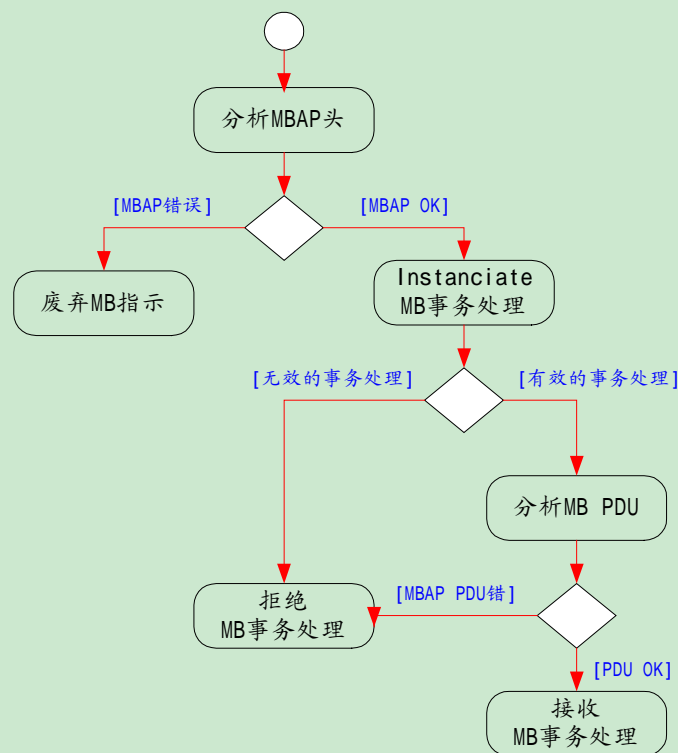 分析MBAP头
[MBAP错误]
[MBAP OK]
废弃MB指示
Instanciate
MB事务处理
[无效的事务处理]
[有效的事务处理]
分析MB PDU
拒绝
MB事务处理
[MBAP PDU错]
[PDU OK]
接收
MB事务处理